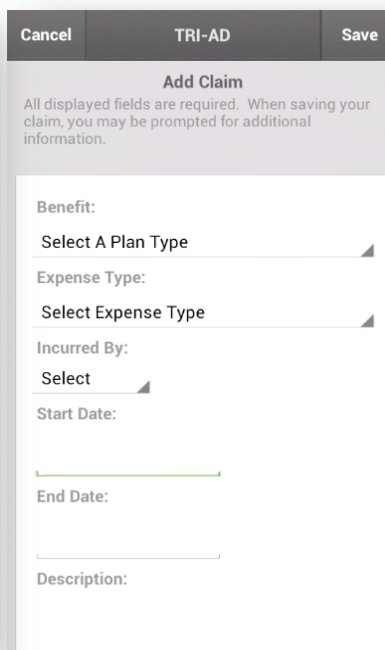 Cancel
TRI-AD
Save
Add Claim
All displayed fields are required.  When saving your
claim, you may be prompted for additional
information.
Benefit:
Select A Plan Type
Expense Type:
Select Expense Type
Incurred By:
Select
Start Date:
End Date:
Description: